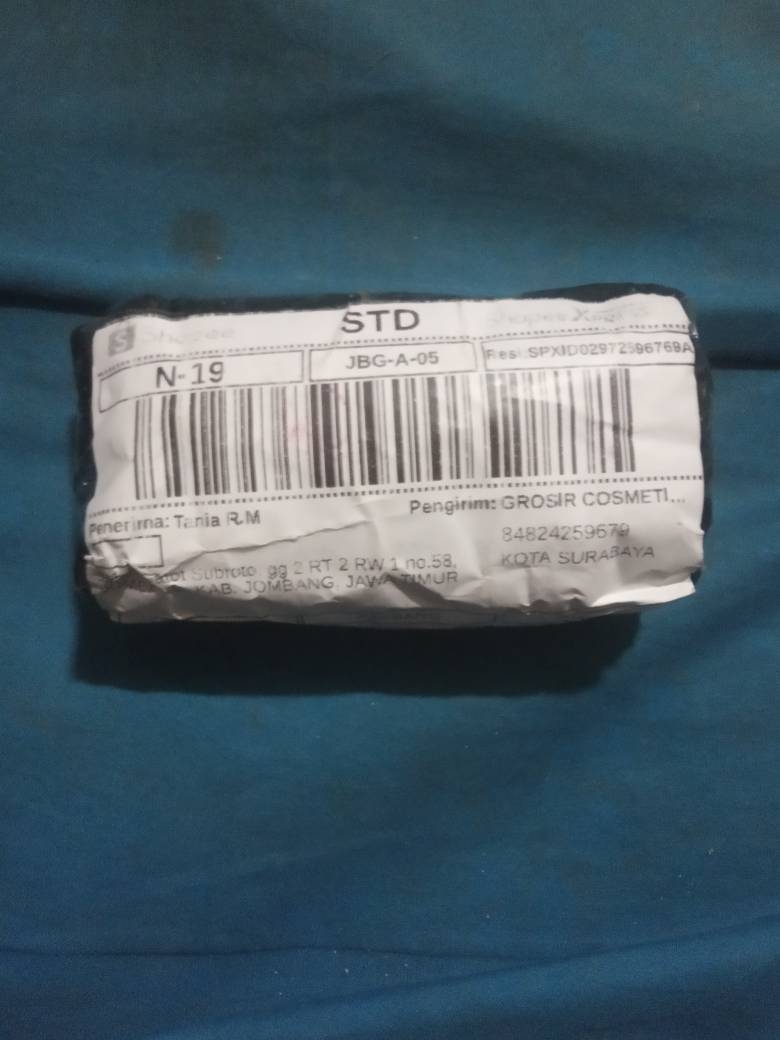 S Shopee
STD
Shopee Xpress
N-19
JBG-A-05
Resi: SPXID02972596769A
Penerima: Tania R.M
Pengirim: GROSIR COSMETI...
84824259679
KOTA SURABAYA
Subroto gg 2 RT 2 RW 1 no.58,
KAB. JOMBANG, JAWA TIMUR